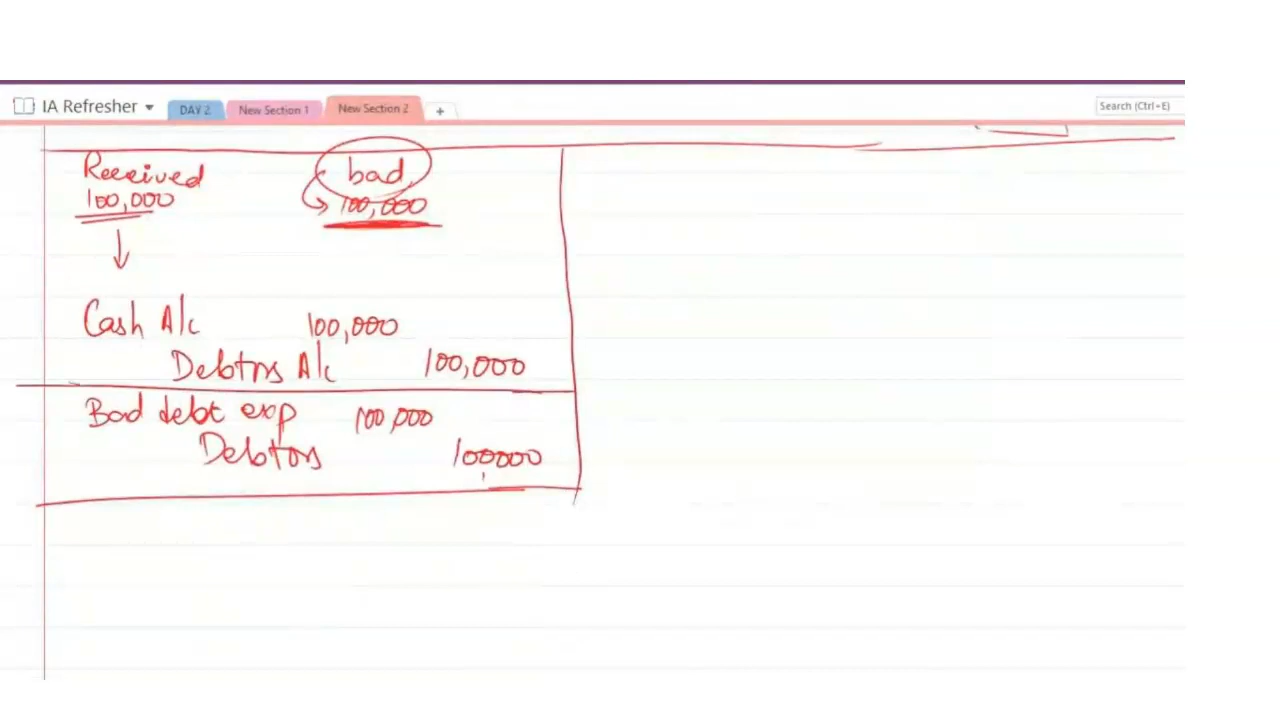 IA Refresher DAY 2 New Section 1 New Section 2 + Search (Ctrl+E)
Received bad
100,000 100,000
Cash A/c 100,000
Debtors A/c 100,000
Bad debt exp 100,000
Debtors 100000